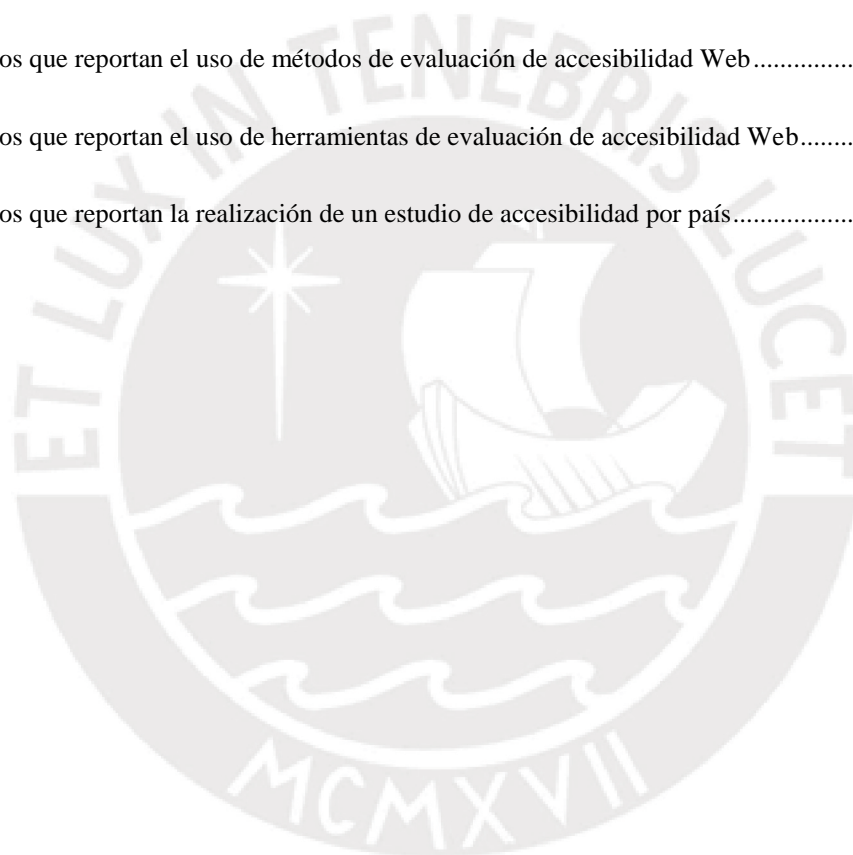 os que reportan el uso de métodos de evaluación de accesibilidad Web...............
os que reportan el uso de herramientas de evaluación de accesibilidad Web........
os que reportan la realización de un estudio de accesibilidad por país..................
ET LUX IN TENEBRIS LUCET
MCMXVII